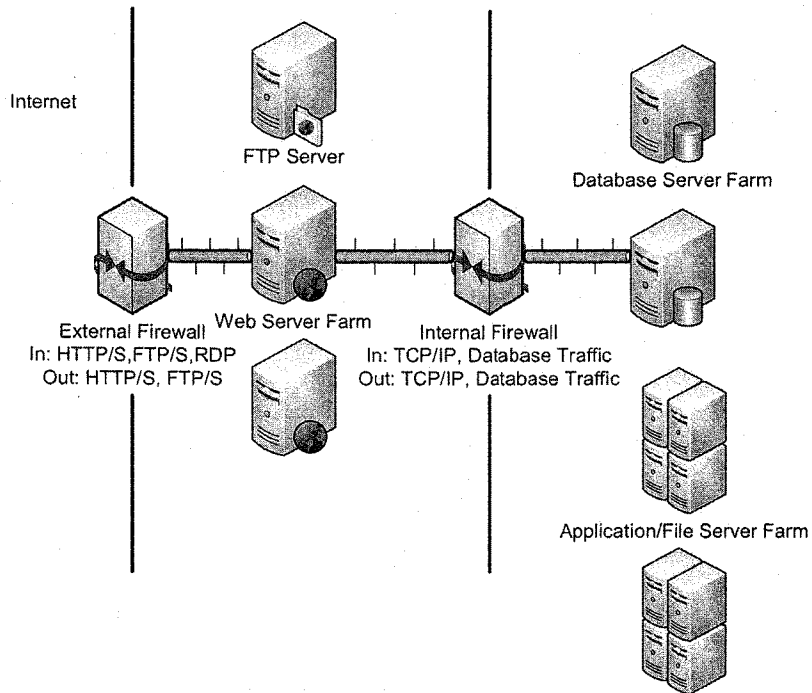 Internet
FTP Server
Database Server Farm
External Firewall
In: HTTP/S,FTP/S,RDP
Out: HTTP/S, FTP/S
Web Server Farm
Internal Firewall
In: TCP/IP, Database Traffic
Out: TCP/IP, Database Traffic
Application/File Server Farm